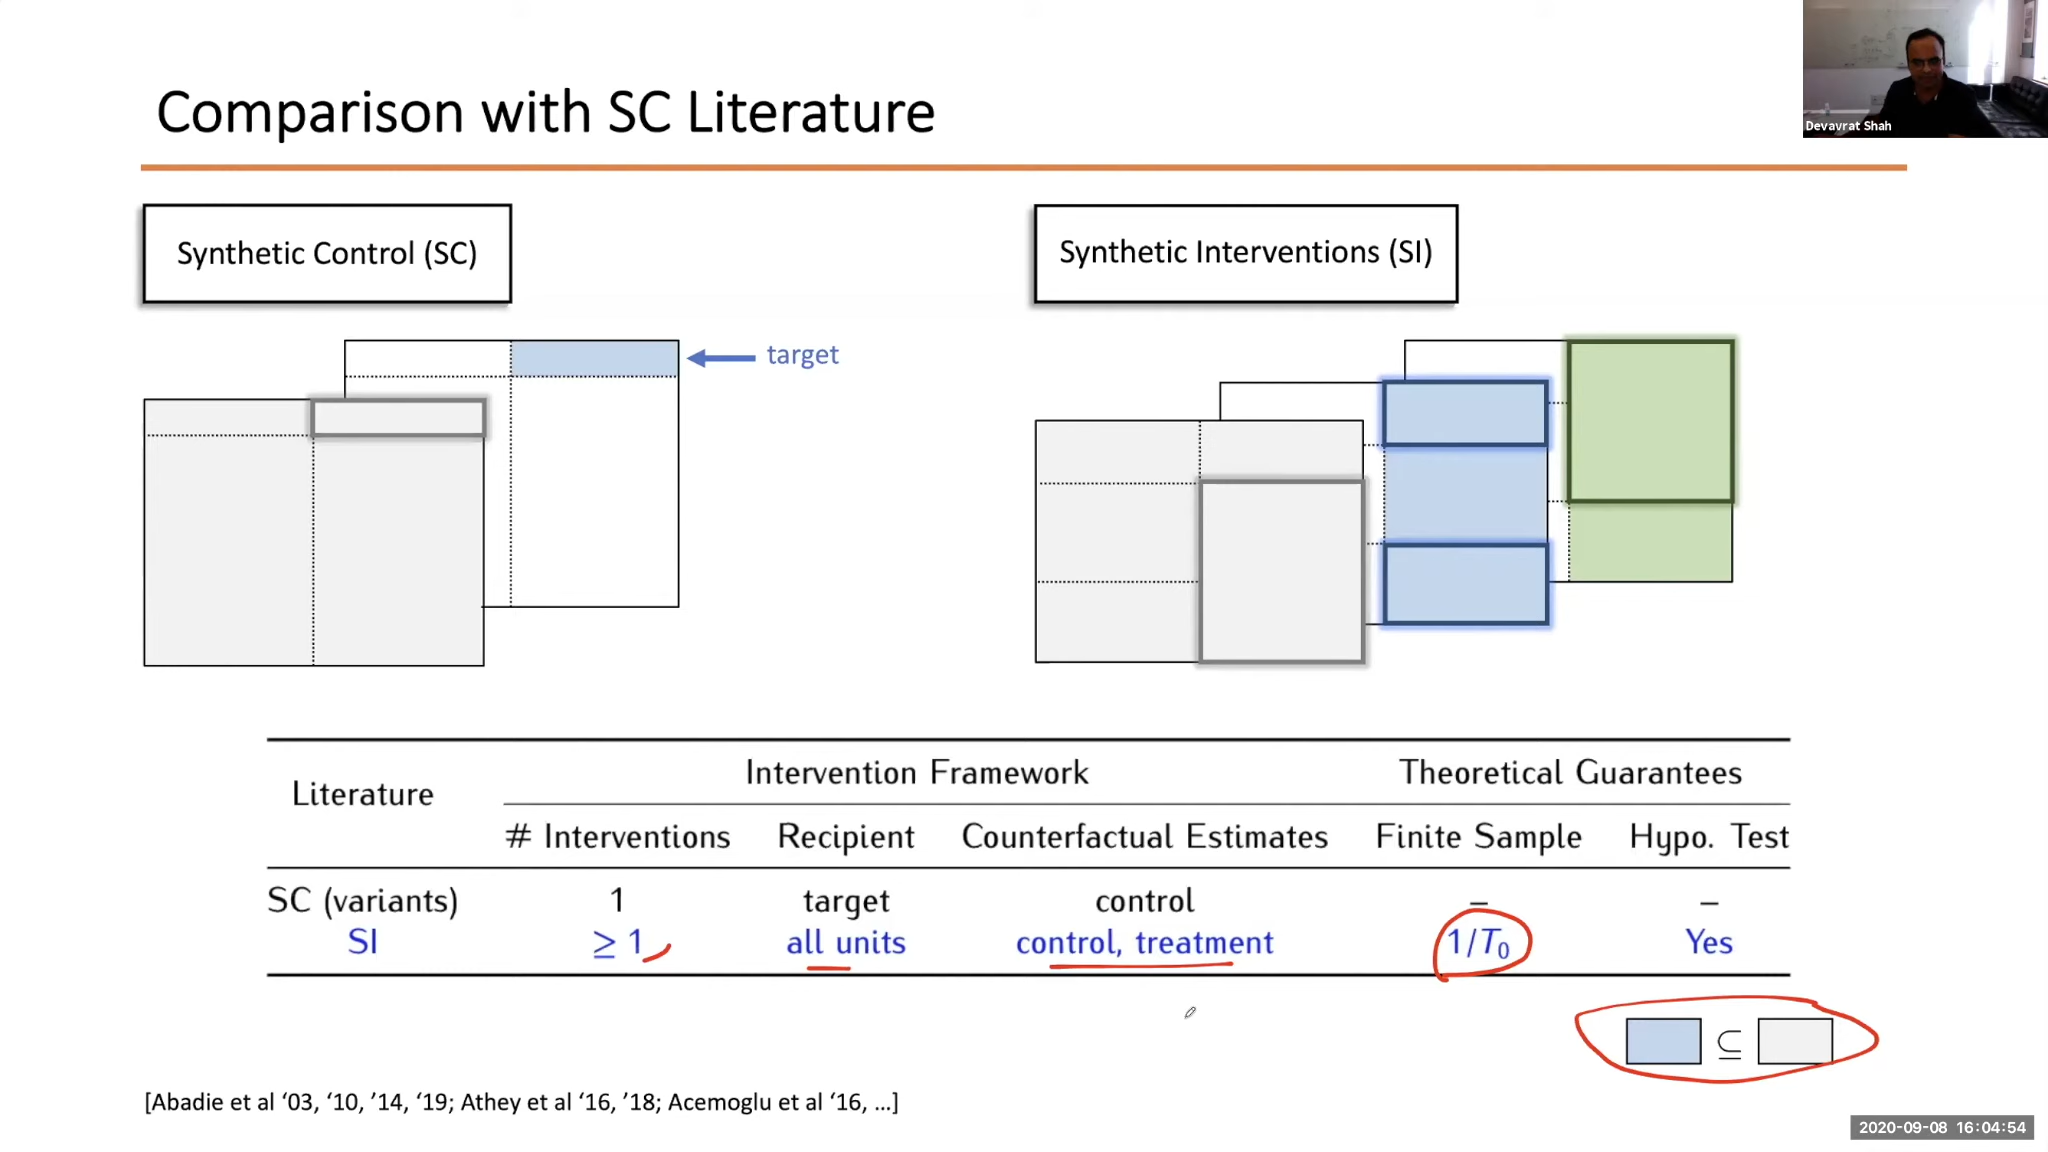 Comparison with SC Literature
Devavrat Shah
Synthetic Control (SC)
Synthetic Interventions (SI)
target
Literature
Intervention Framework
Theoretical Guarantees
# Interventions Recipient Counterfactual Estimates Finite Sample Hypo. Test
SC (variants) 1 target control – –
SI ≥ 1 all units control, treatment 1/T₀ Yes
⊆
[Abadie et al ‘03, ‘10, ’14, ‘19; Athey et al ‘16, ’18; Acemoglu et al ‘16, …]
2020-09-08 16:04:54